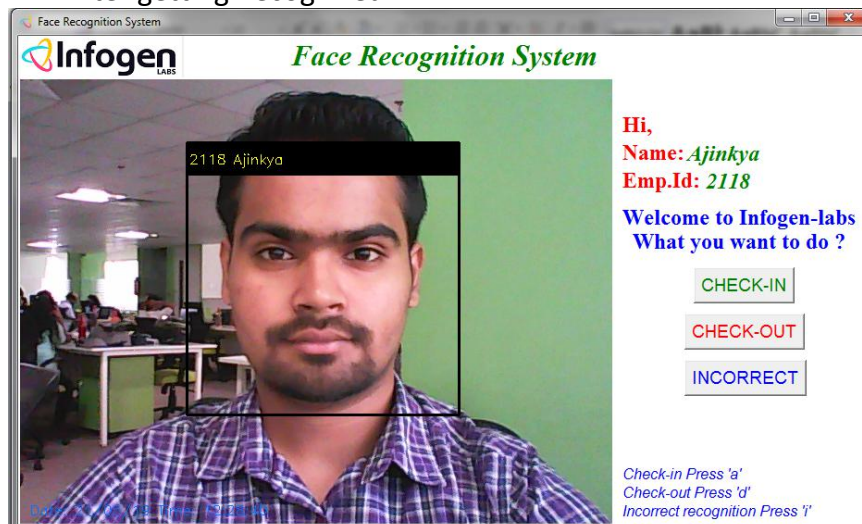 Face Recognition System
Infogen
LABS
Face Recognition System
2118 Ajinkya
Hi,
Name: Ajinkya
Emp.Id: 2118
Welcome to Infogen-labs
What you want to do ?
CHECK-IN
CHECK-OUT
INCORRECT
Check-in Press 'a'
Check-out Press 'd'
Incorrect recognition Press 'i'